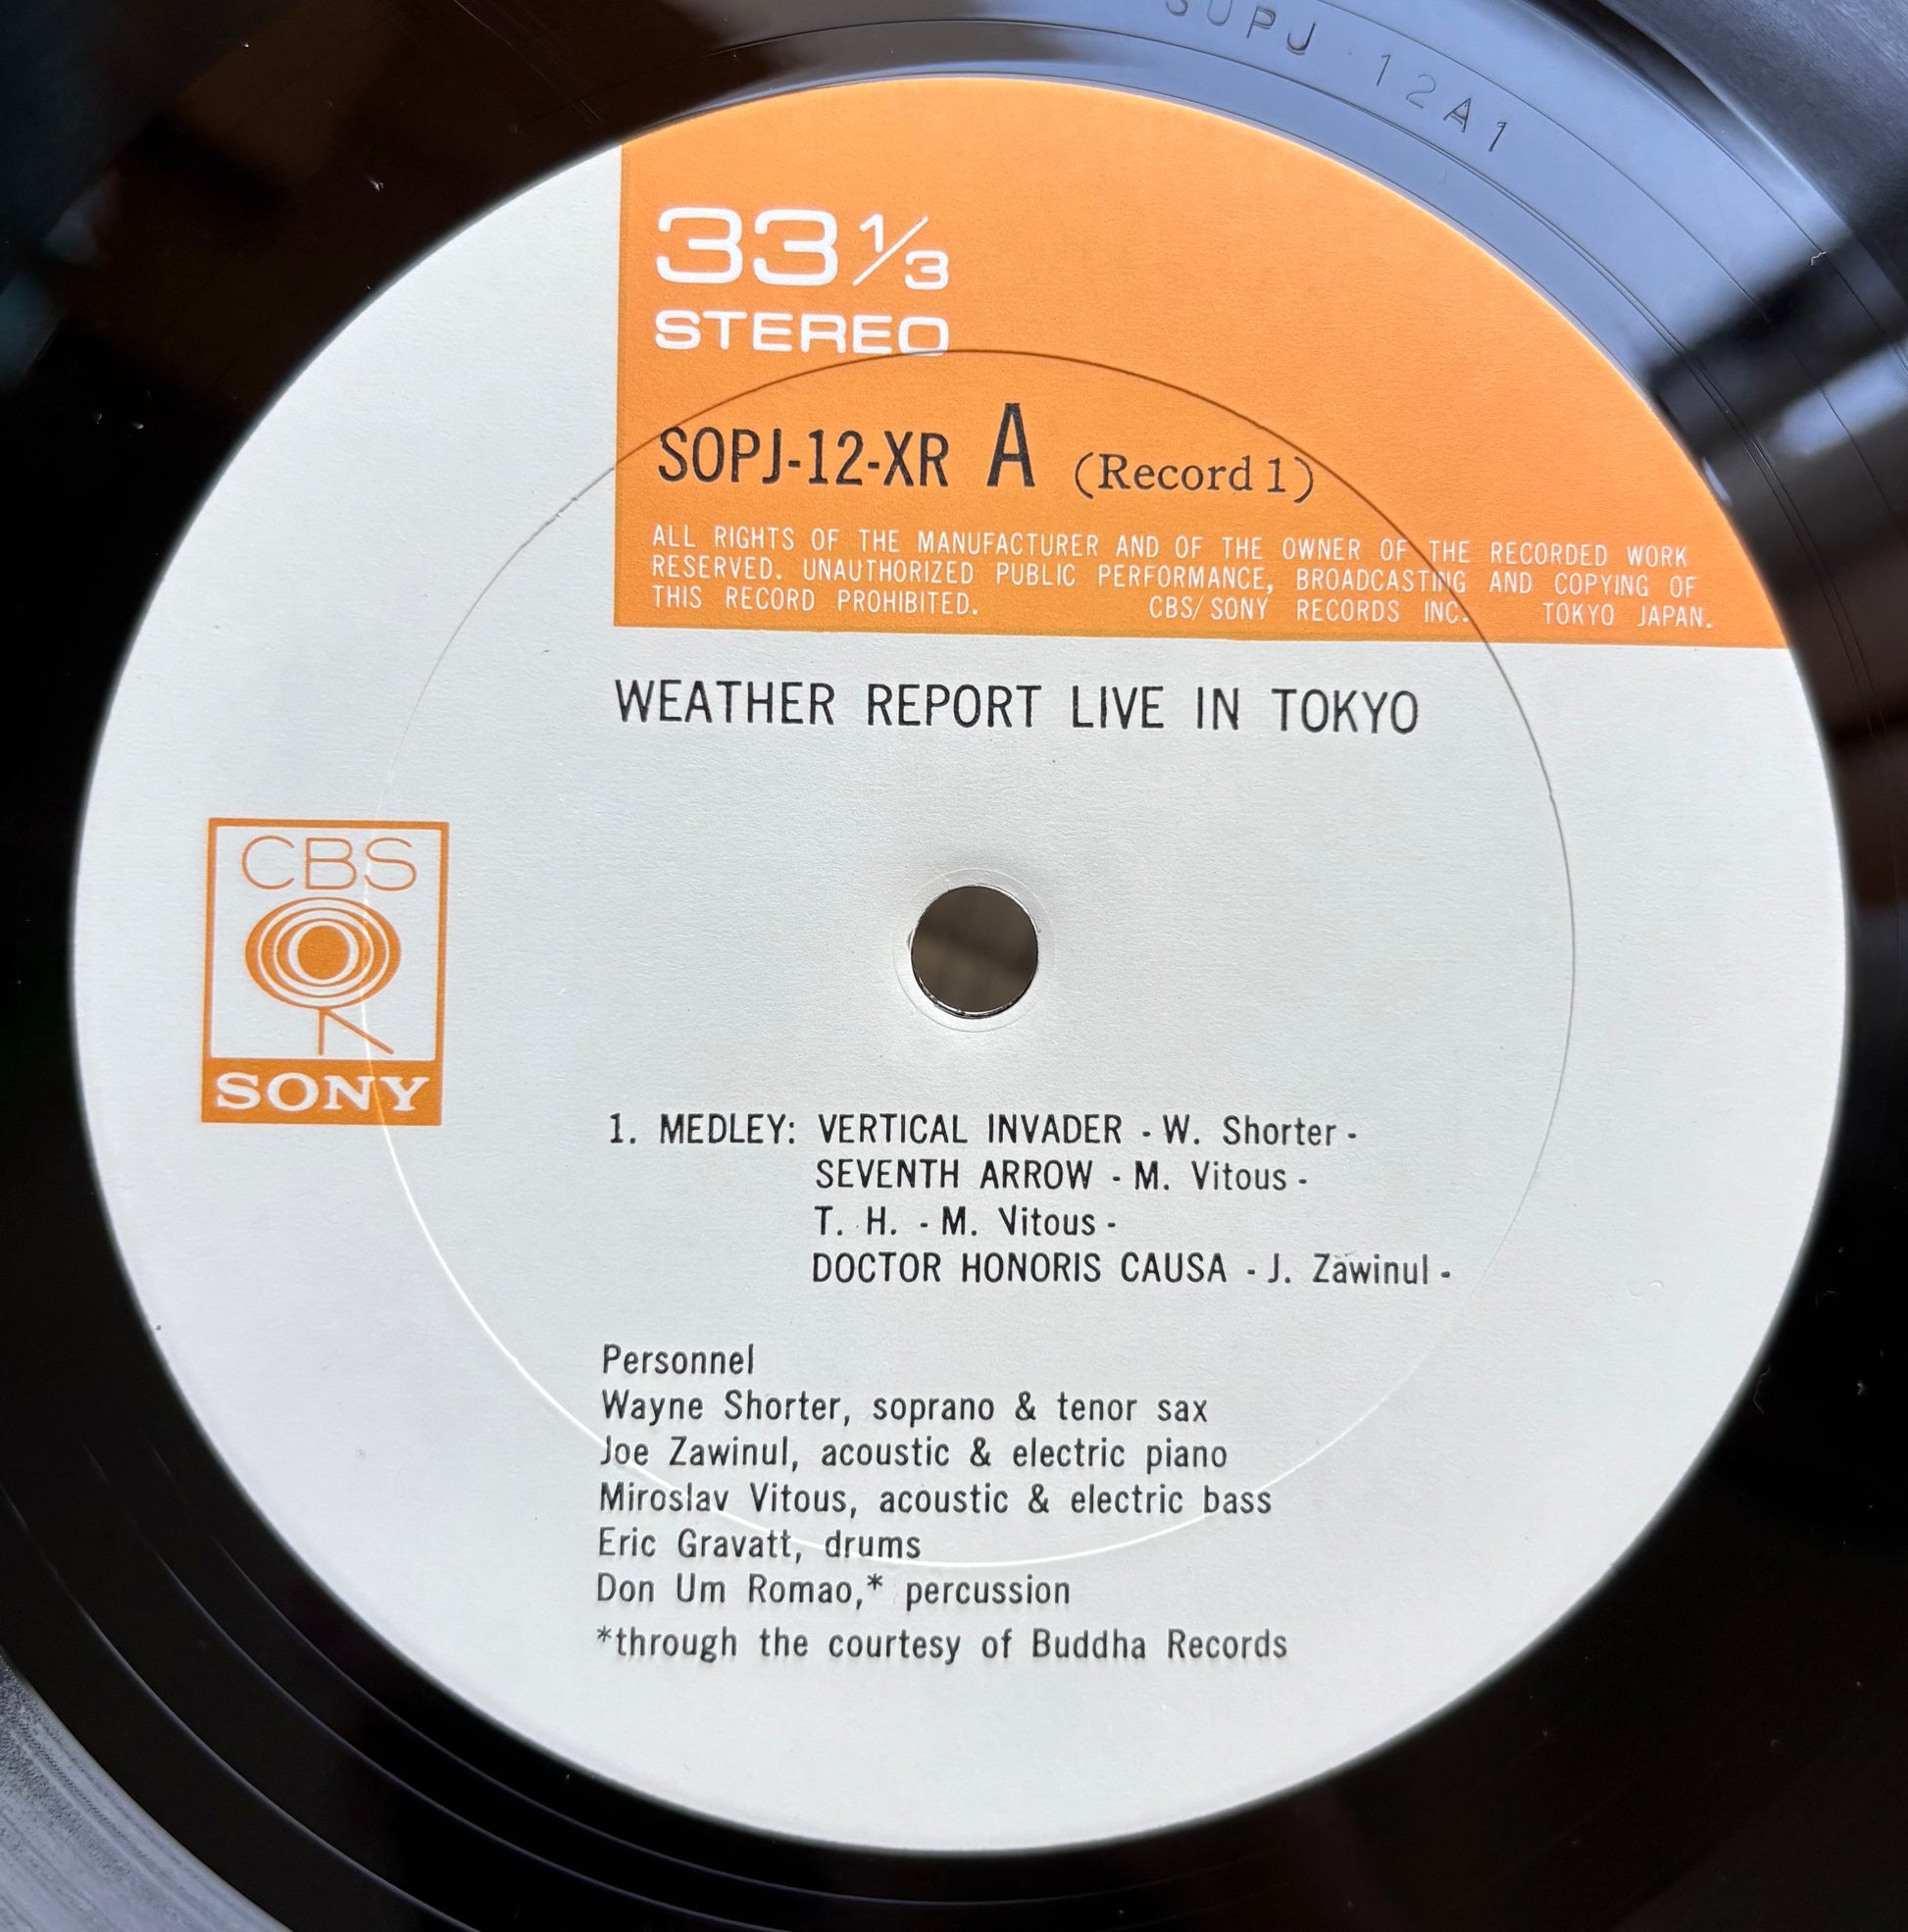 SOPJ 12A1
33 1/3
STEREO
SOPJ-12-XR A (Record 1)
ALL RIGHTS OF THE MANUFACTURER AND OF THE OWNER OF THE RECORDED WORK
RESERVED. UNAUTHORIZED PUBLIC PERFORMANCE, BROADCASTING AND COPYING OF
THIS RECORD PROHIBITED. CBS/SONY RECORDS INC. TOKYO JAPAN.
WEATHER REPORT LIVE IN TOKYO
CBS
SONY
1. MEDLEY: VERTICAL INVADER - W. Shorter -
SEVENTH ARROW - M. Vitous -
T. H. - M. Vitous -
DOCTOR HONORIS CAUSA - J. Zawinul -
Personnel
Wayne Shorter, soprano & tenor sax
Joe Zawinul, acoustic & electric piano
Miroslav Vitous, acoustic & electric bass
Eric Gravatt, drums
Don Um Romao,* percussion
*through the courtesy of Buddha Records